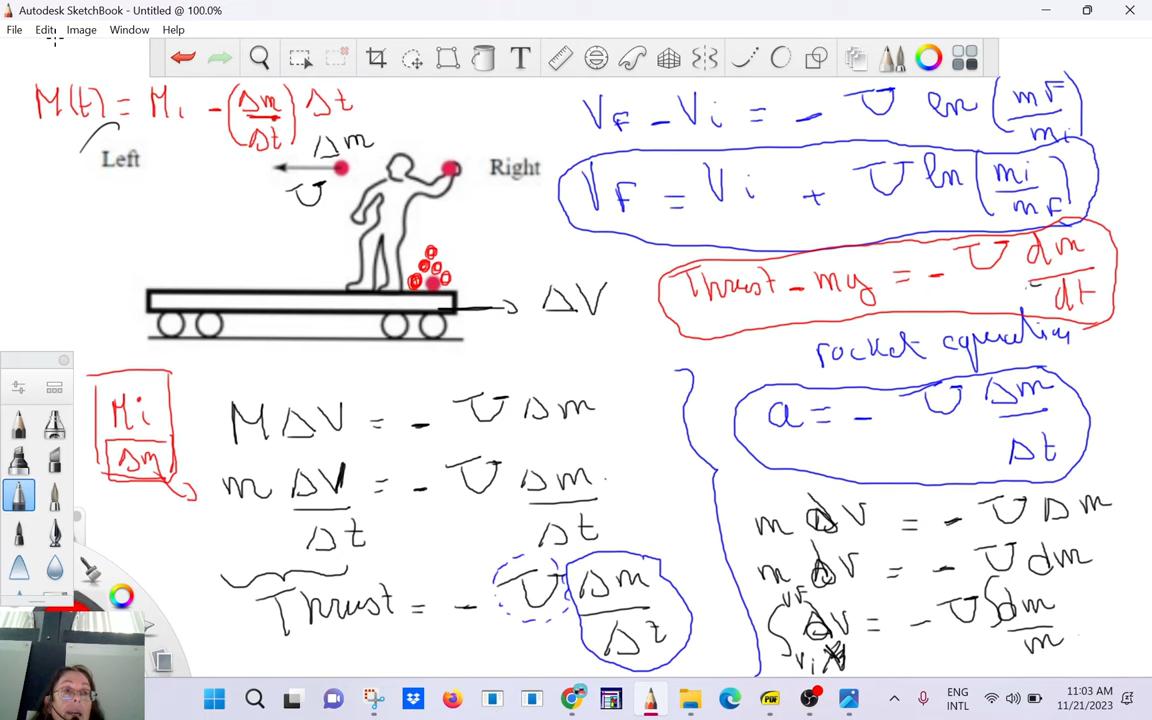 Autodesk SketchBook - Untitled @ 100.0%
File Edit Image Window Help
M(t) = Mi - (Δm/Δt) Δt
Δm
Left
Right
U
ΔV
Mi
Δm
MΔV = - U Δm
m ΔV/Δt = - U Δm/Δt
Thrust = - U Δm/Δt
VF - Vi = - U ln (mF/mi)
VF = Vi + U ln (mi/mF)
Thrust - mg = - U dm/dt
rocket equation
a = - U Δm/Δt
m ΔV = - U Δm
m dV = - U dm
∫ dV = - U ∫ dm/m
VF
Vi
ENG
INTL
11:03 AM
11/21/2023